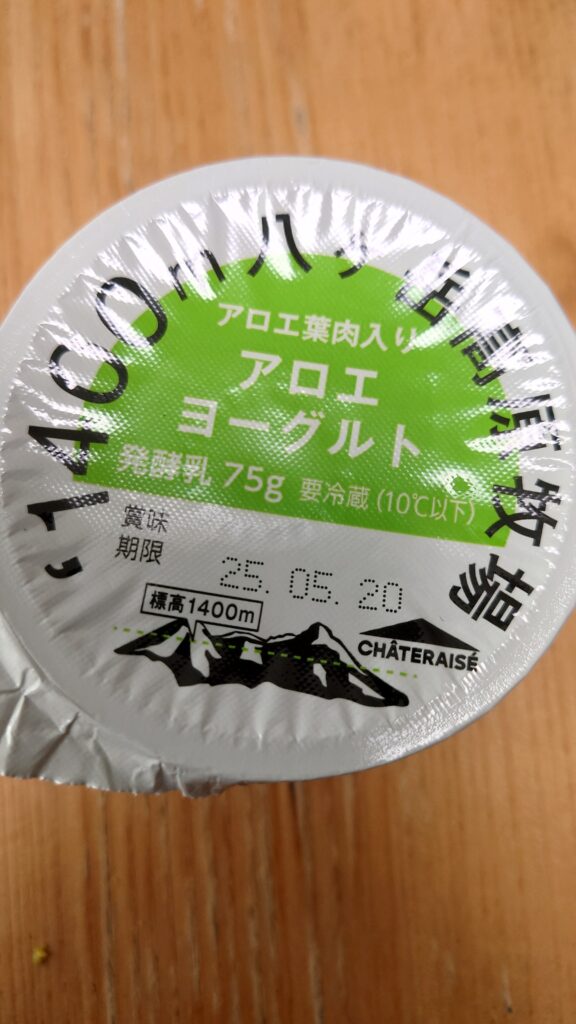 ,1400m八ヶ岳高原牧場
アロエ葉肉入り
アロエ
ヨーグルト
発酵乳 75g 要冷蔵 (10℃以下)
賞味
期限
25. 05. 20
標高1400m
CHÂTERAISÉ